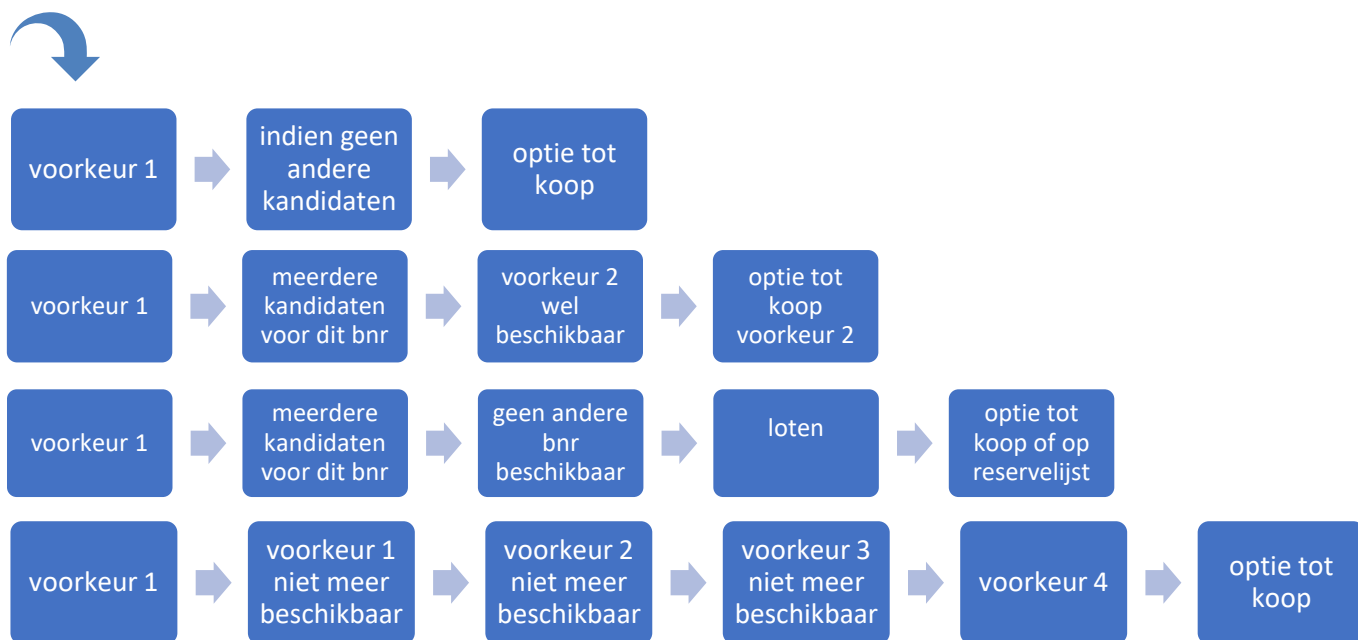 voorkeur 1
indien geen
andere
kandidaten
optie tot
koop
voorkeur 1
meerdere
kandidaten
voor dit bnr
voorkeur 2
wel
beschikbaar
optie tot
koop
voorkeur 2
voorkeur 1
meerdere
kandidaten
voor dit bnr
geen andere
bnr
beschikbaar
loten
optie tot
koop of op
reservelijst
voorkeur 1
voorkeur 1
niet meer
beschikbaar
voorkeur 2
niet meer
beschikbaar
voorkeur 3
niet meer
beschikbaar
voorkeur 4
optie tot
koop